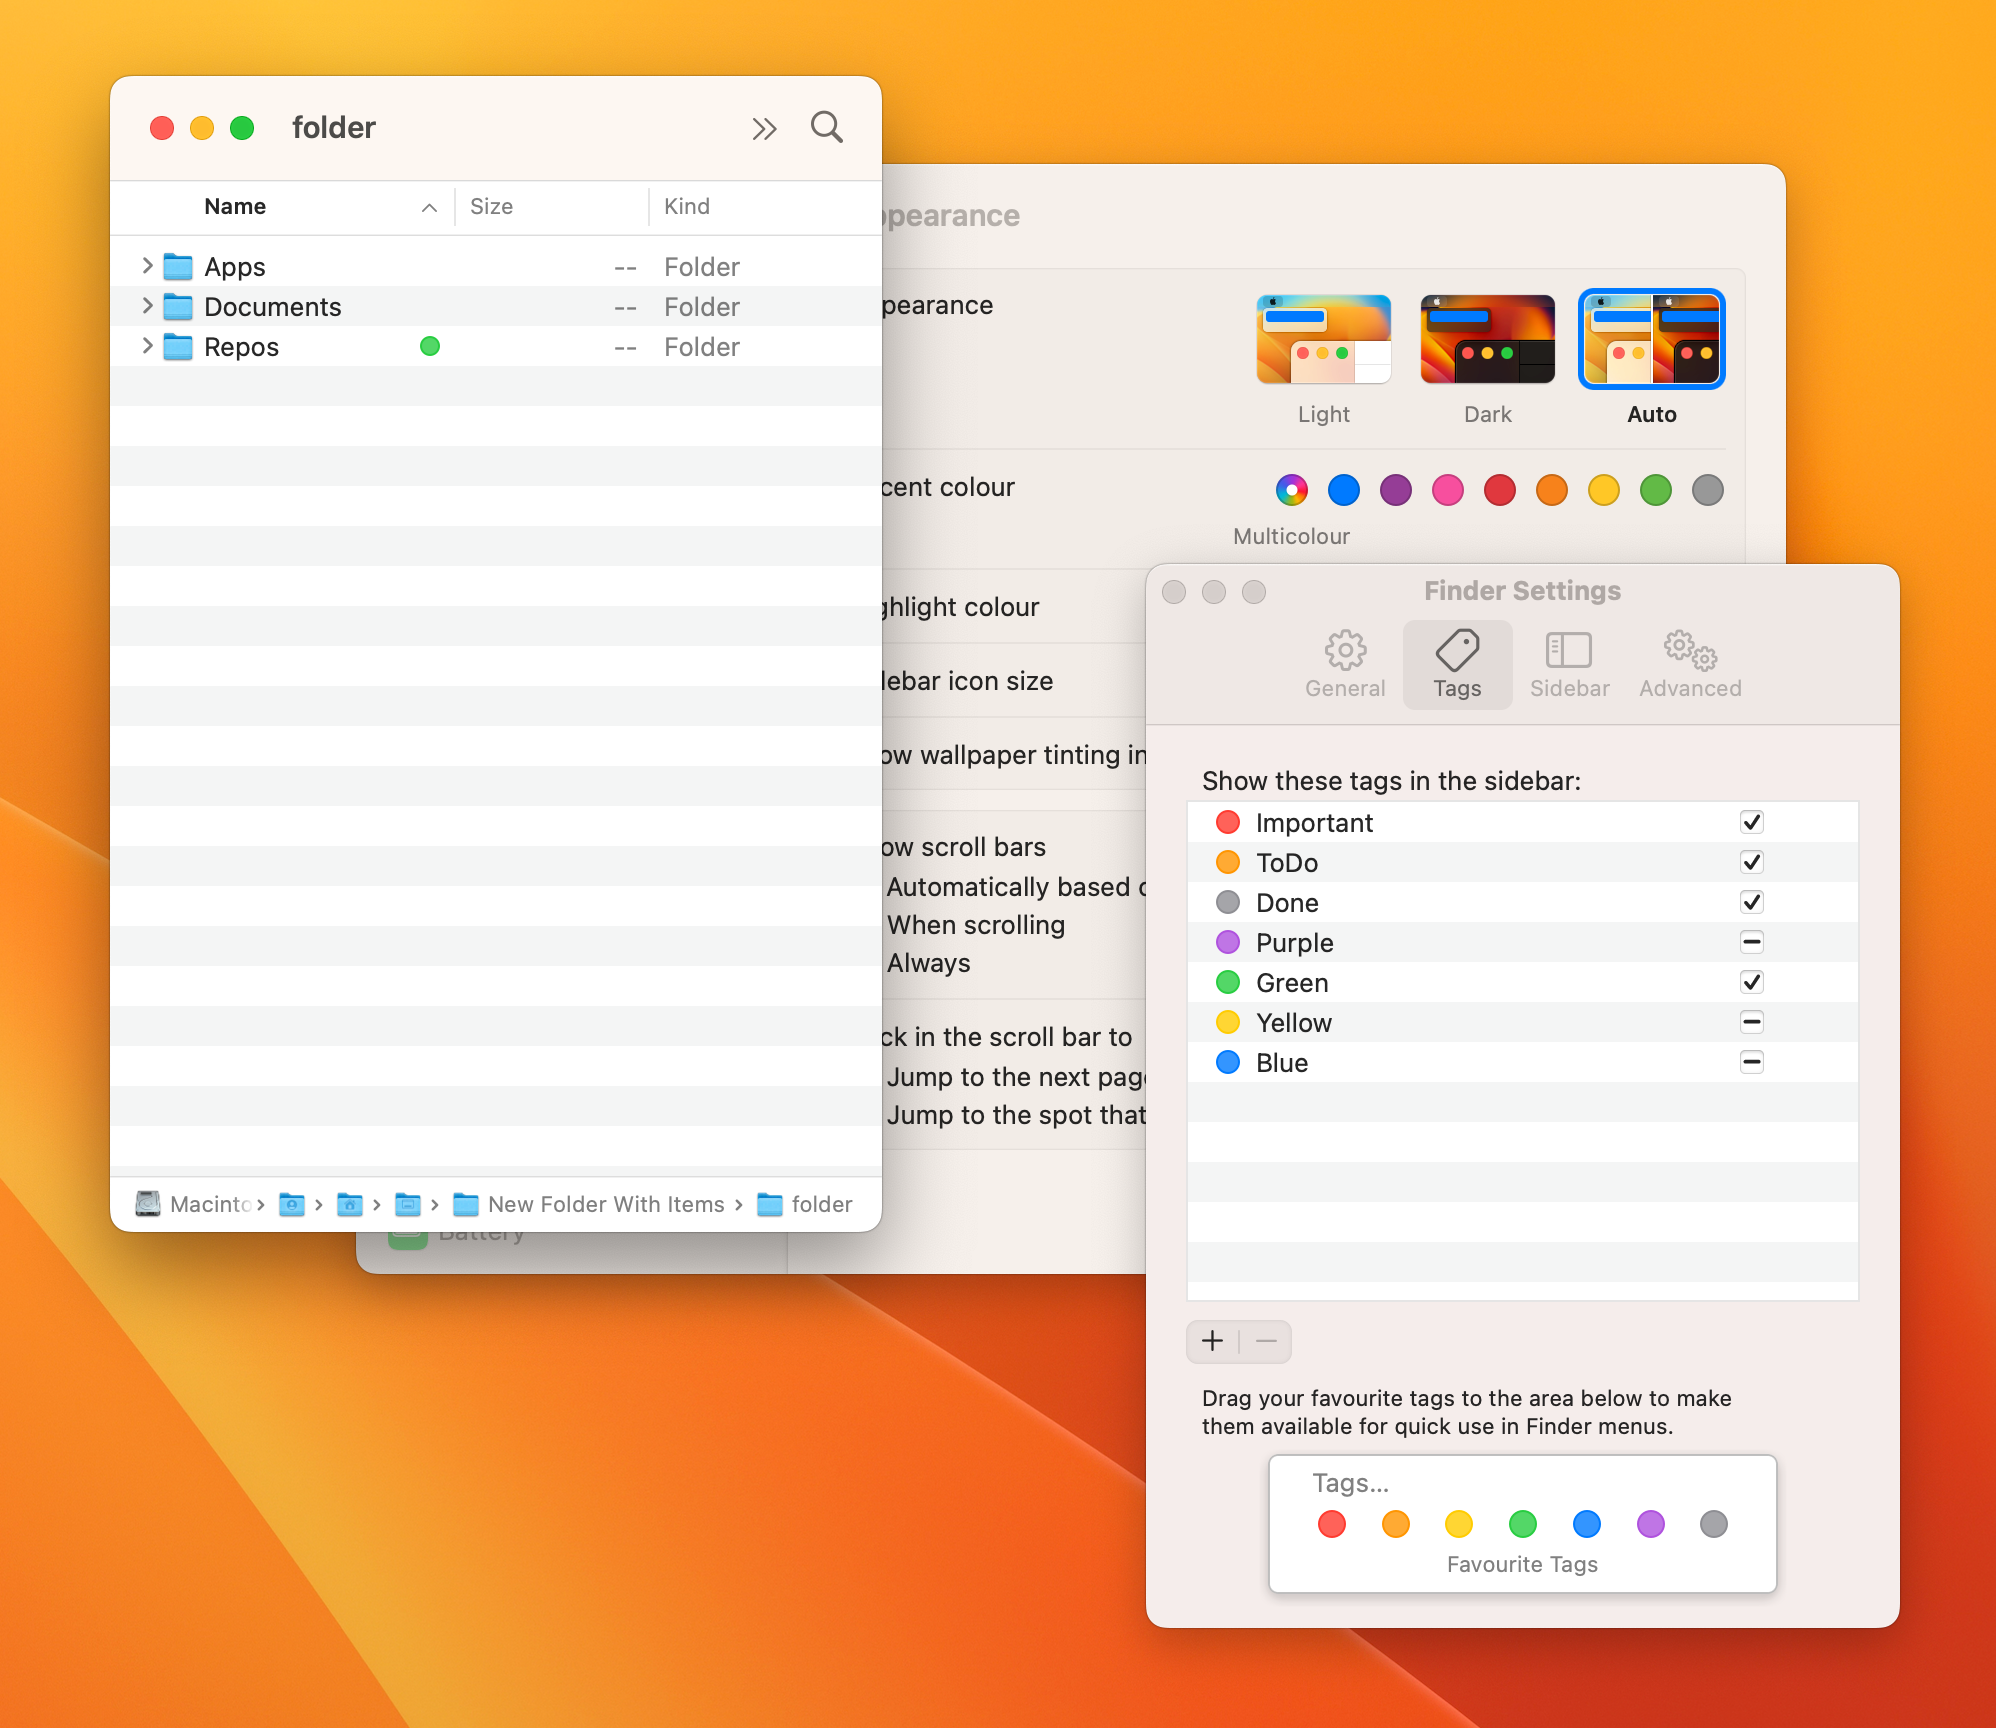 folder
Name Size Kind
Apps -- Folder
Documents -- Folder
Repos -- Folder
Macinto New Folder With Items folder
Battery
ppearance
pearance
Light Dark Auto
cent colour
Multicolour
ghlight colour
lebar icon size
ow wallpaper tinting in
ow scroll bars
Automatically based o
When scrolling
Always
ck in the scroll bar to
Jump to the next page
Jump to the spot that
Finder Settings
General Tags Sidebar Advanced
Show these tags in the sidebar:
Important
ToDo
Done
Purple
Green
Yellow
Blue
Drag your favourite tags to the area below to make
them available for quick use in Finder menus.
Tags...
Favourite Tags